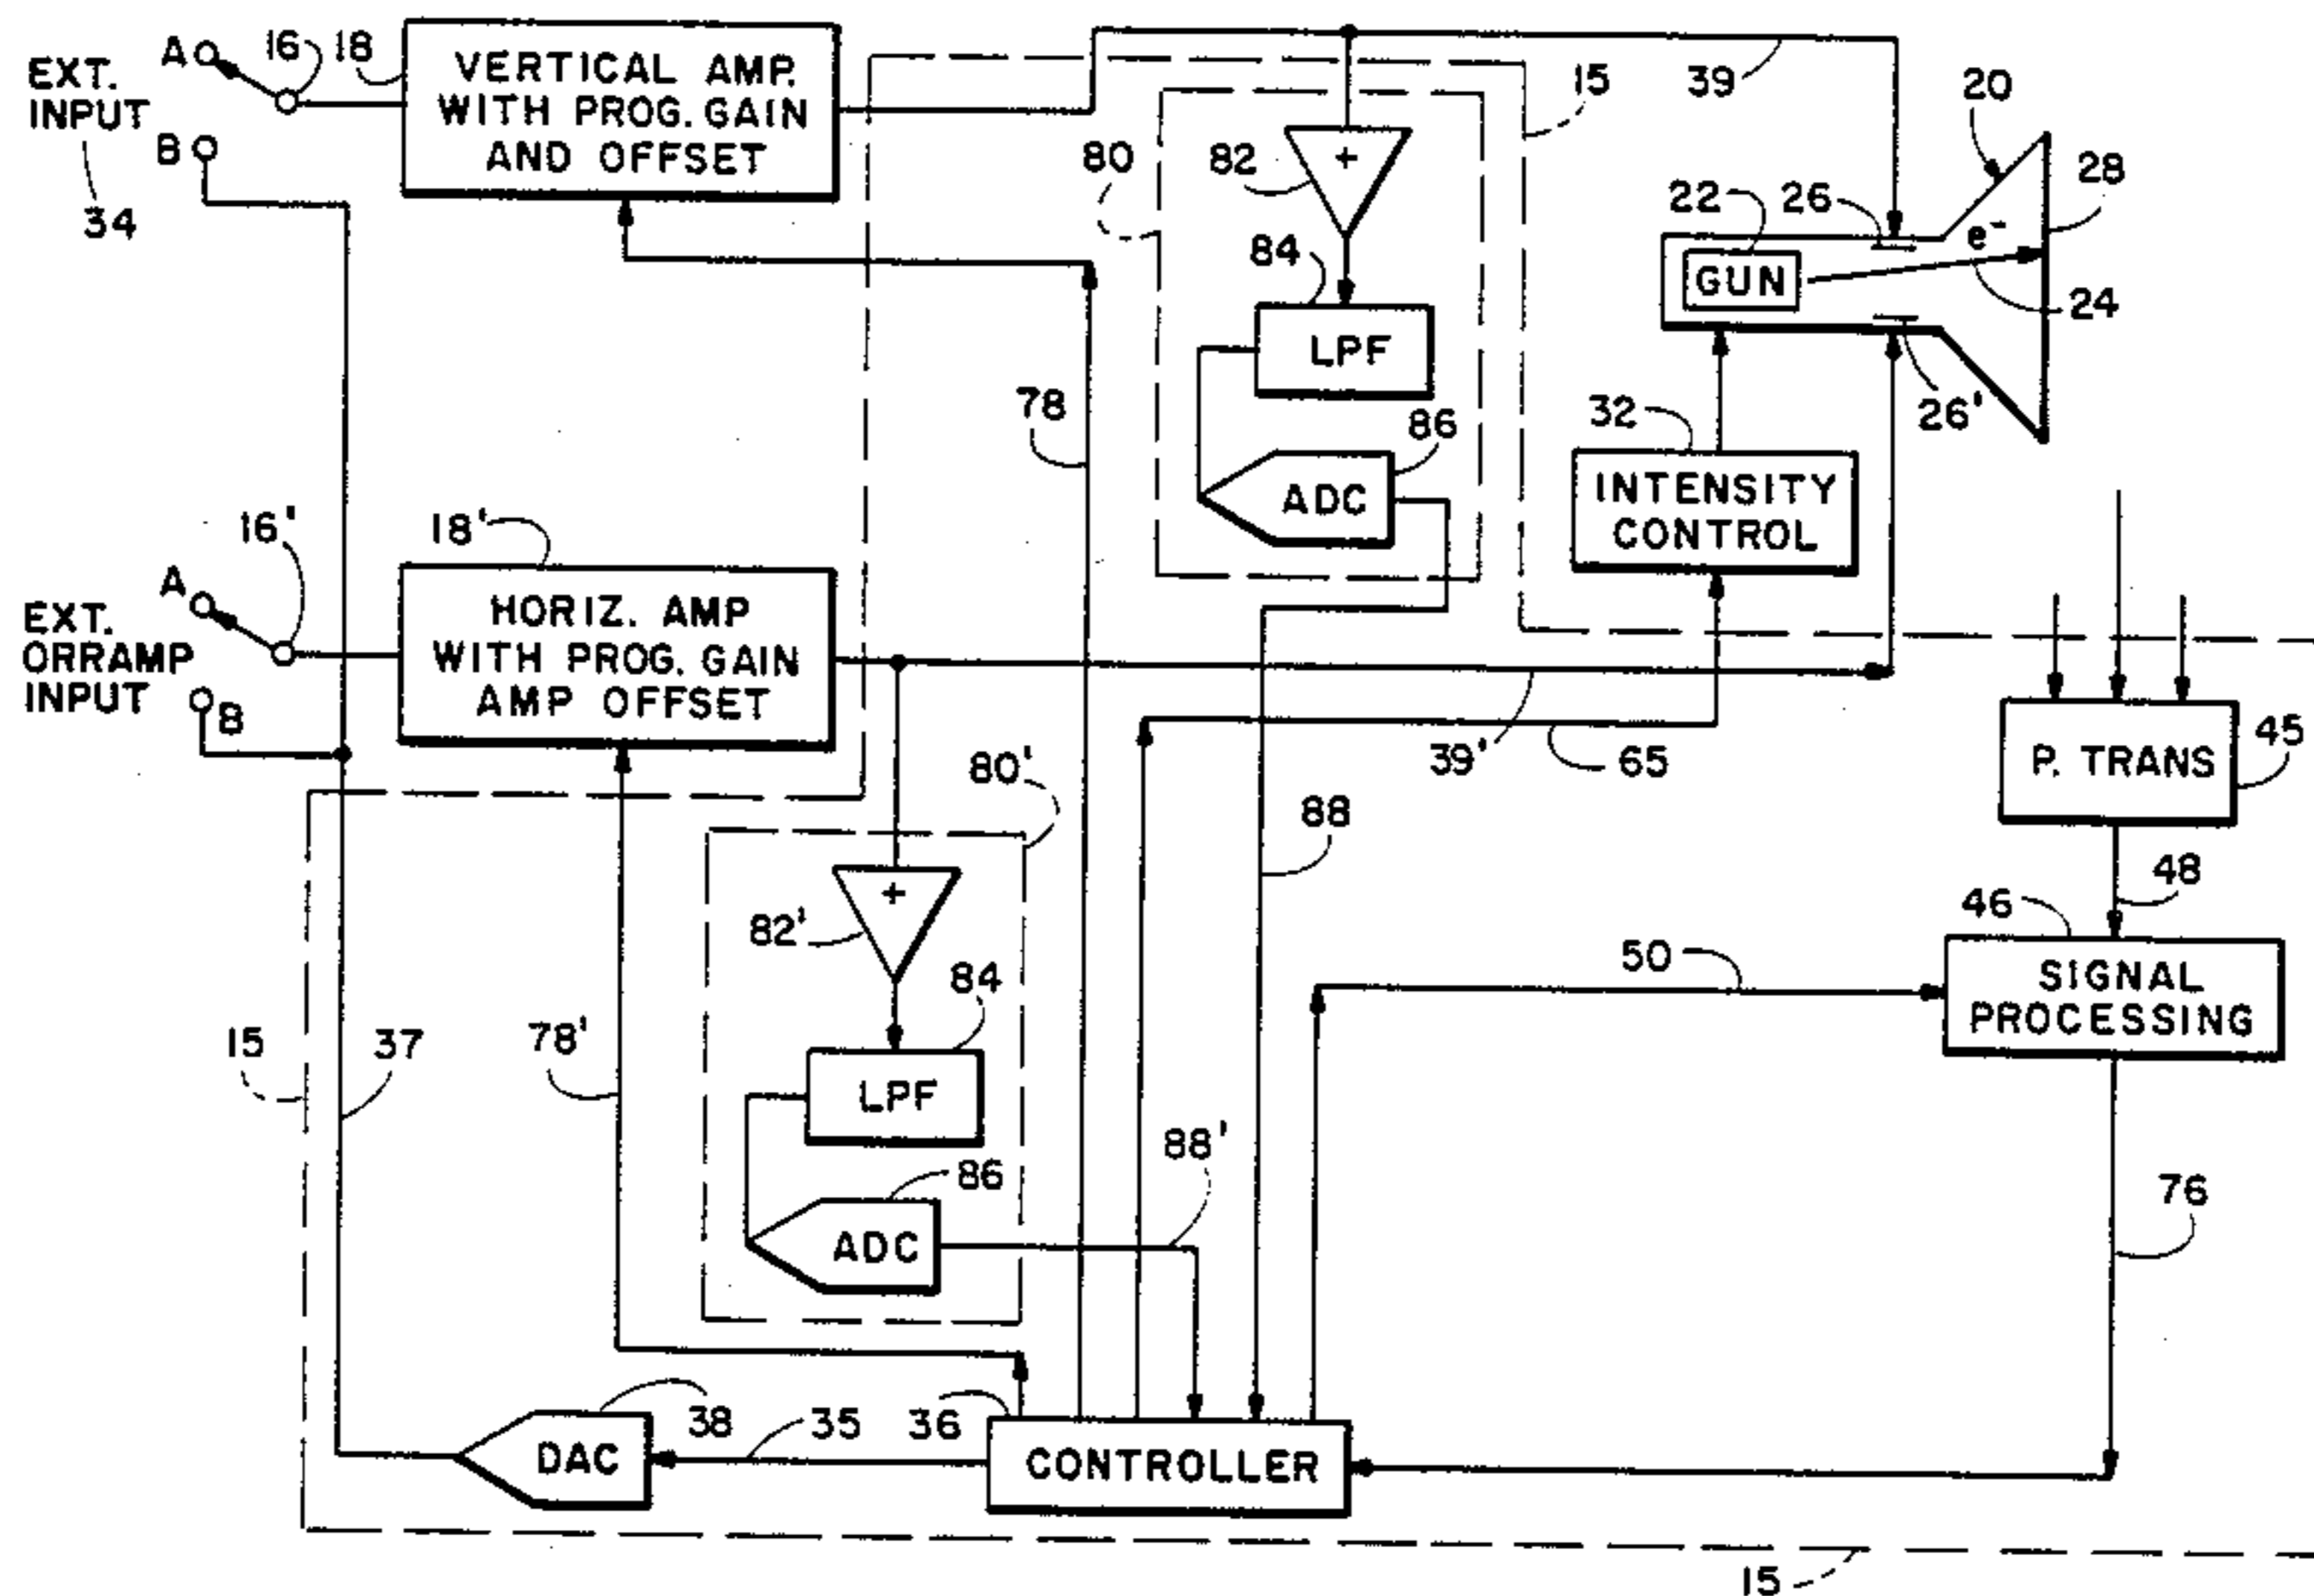 EXT.
INPUT
34
A
B
16
18
VERTICAL AMP.
WITH PROG. GAIN
AND OFFSET
39
15
80
82
+
84
LPF
86
ADC
20
22
26
28
GUN
e-
24
26'
32
INTENSITY
CONTROL
78
EXT.
ORRAMP
INPUT
A
B
16'
18'
HORIZ. AMP
WITH PROG. GAIN
AMP OFFSET
39'
65
88
80'
82'
+
84
LPF
86
ADC
88'
P. TRANS
45
48
46
SIGNAL
PROCESSING
50
76
15
37
78'
DAC
38
35
36
CONTROLLER
15